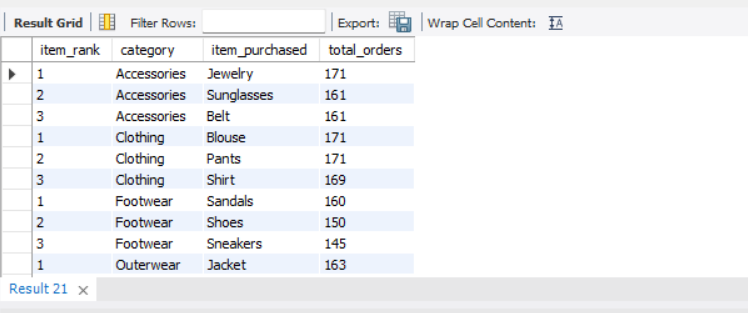 Result Grid Filter Rows: Export: Wrap Cell Content: IA
item_rank category item_purchased total_orders
1 Accessories Jewelry 171
2 Accessories Sunglasses 161
3 Accessories Belt 161
1 Clothing Blouse 171
2 Clothing Pants 171
3 Clothing Shirt 169
1 Footwear Sandals 160
2 Footwear Shoes 150
3 Footwear Sneakers 145
1 Outerwear Jacket 163
Result 21 ×